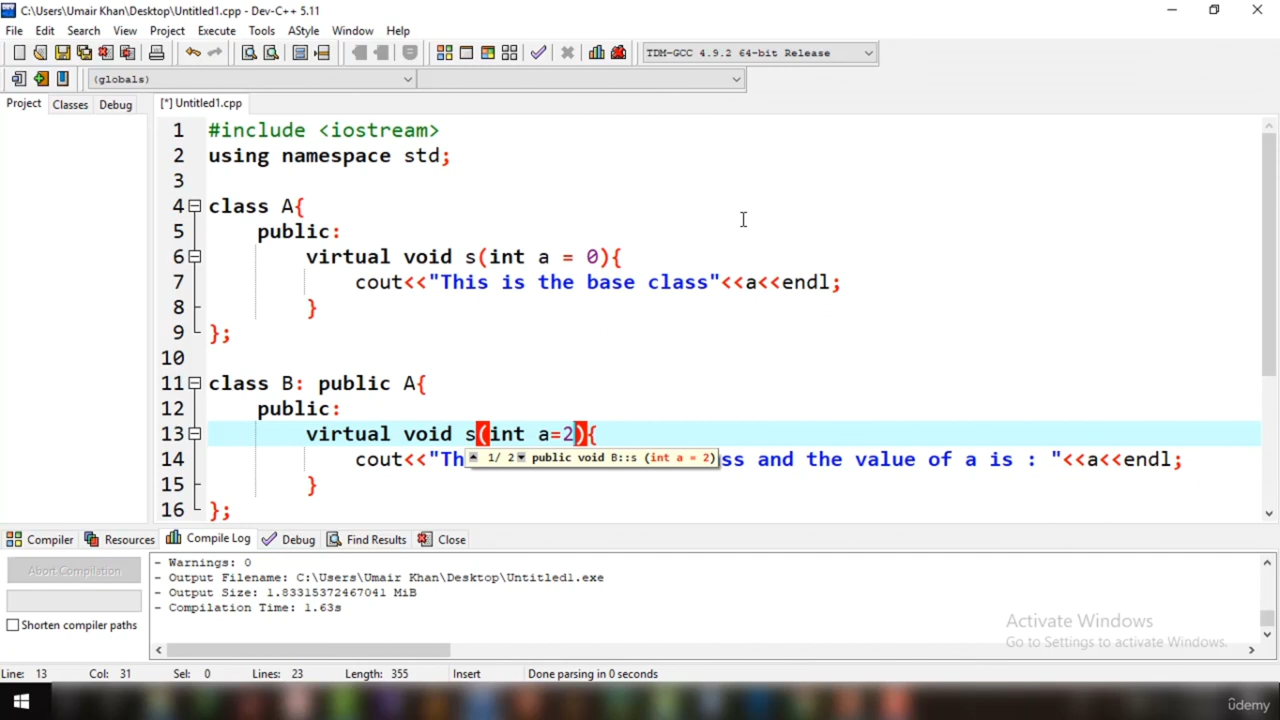 C:\Users\Umair Khan\Desktop\Untitled1.cpp - Dev-C++ 5.11
File Edit Search View Project Execute Tools AStyle Window Help
TDM-GCC 4.9.2 64-bit Release
(globals)
Project Classes Debug [*] Untitled1.cpp
1 #include <iostream>
2 using namespace std;
3
4 class A{
5 public:
6 virtual void s(int a = 0){
7 cout<<"This is the base class"<<a<<endl;
8 }
9 };
10
11 class B: public A{
12 public:
13 virtual void s(int a=2){
1/ 2 public void B::s (int a = 2)
14 cout<<"Th ss and the value of a is : "<<a<<endl;
15 }
16 };
Compiler Resources Compile Log Debug Find Results Close
Abort Compilation
Shorten compiler paths
- Warnings: 0
- Output Filename: C:\Users\Umair Khan\Desktop\Untitled1.exe
- Output Size: 1.83315372467041 MiB
- Compilation Time: 1.63s
Activate Windows
Go to Settings to activate Windows.
Line: 13 Col: 31 Sel: 0 Lines: 23 Length: 355 Insert Done parsing in 0 seconds
ûdemy